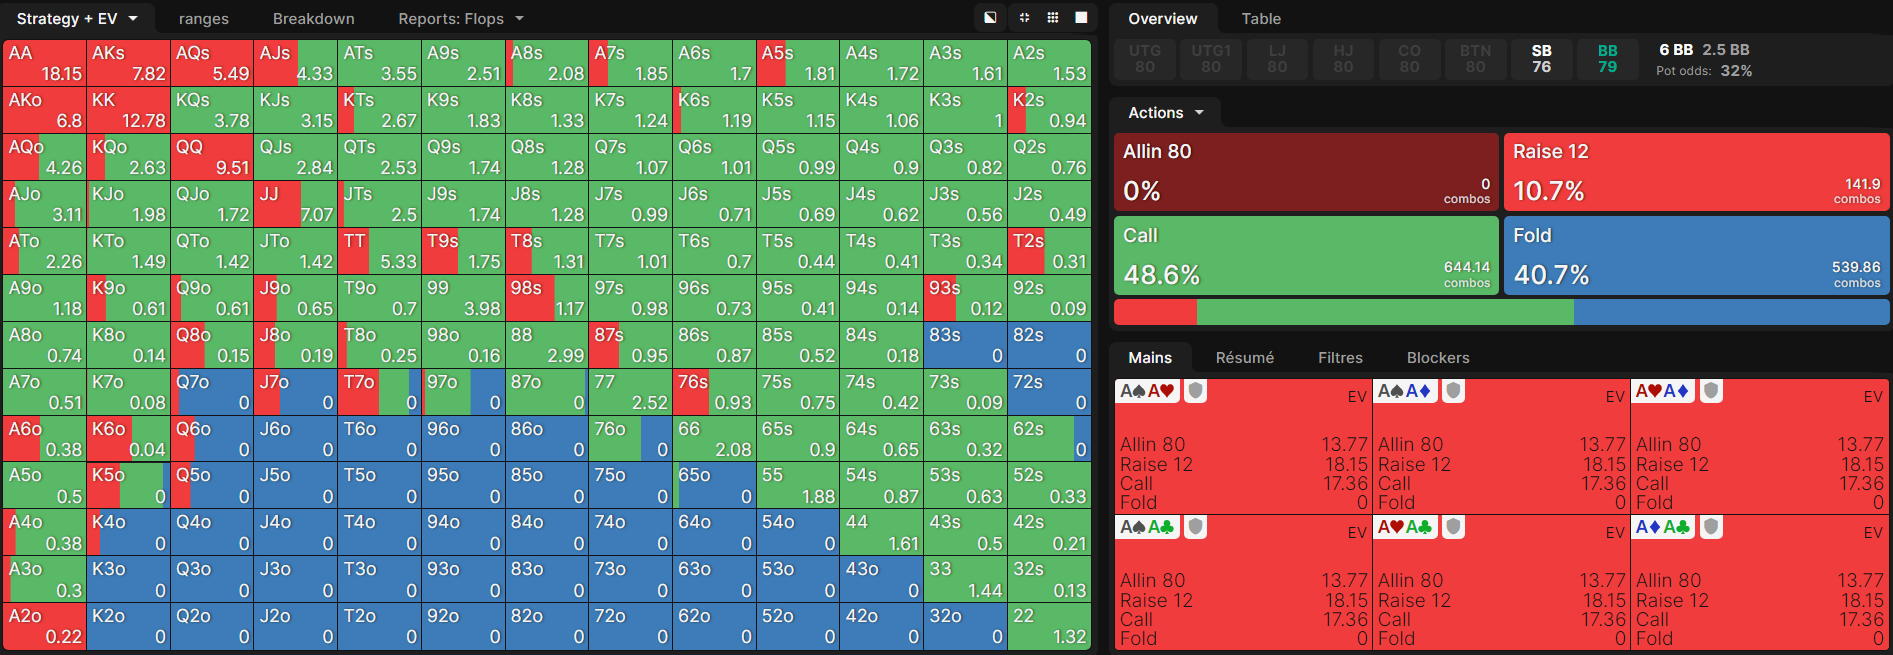 Strategy + EV ranges Breakdown Reports: Flops
AA AKs AQs AJs ATs A9s A8s A7s A6s A5s A4s A3s A2s
18.15 7.82 5.49 4.33 3.55 2.51 2.08 1.85 1.7 1.81 1.72 1.61 1.53
AKo KK KQs KJs KTs K9s K8s K7s K6s K5s K4s K3s K2s
6.8 12.78 3.78 3.15 2.67 1.83 1.33 1.24 1.19 1.15 1.06 1 0.94
AQo KQo QQ QJs QTs Q9s Q8s Q7s Q6s Q5s Q4s Q3s Q2s
4.26 2.63 9.51 2.84 2.53 1.74 1.28 1.07 1.01 0.99 0.9 0.82 0.76
AJo KJo QJo JJ JTs J9s J8s J7s J6s J5s J4s J3s J2s
3.11 1.98 1.72 7.07 2.5 1.74 1.28 0.99 0.71 0.69 0.62 0.56 0.49
ATo KTo QTo JTo TT T9s T8s T7s T6s T5s T4s T3s T2s
2.26 1.49 1.42 1.42 5.33 1.75 1.31 1.01 0.7 0.44 0.41 0.34 0.31
A9o K9o Q9o J9o T9o 99 98s 97s 96s 95s 94s 93s 92s
1.18 0.61 0.61 0.65 0.7 3.98 1.17 0.98 0.73 0.41 0.14 0.12 0.09
A8o K8o Q8o J8o T8o 98o 88 87s 86s 85s 84s 83s 82s
0.74 0.14 0.15 0.19 0.25 0.16 2.99 0.95 0.87 0.52 0.18 0 0
A7o K7o Q7o J7o T7o 97o 87o 77 76s 75s 74s 73s 72s
0.51 0.08 0 0 0 0 0 2.52 0.93 0.75 0.42 0.09 0
A6o K6o Q6o J6o T6o 96o 86o 76o 66 65s 64s 63s 62s
0.38 0.04 0 0 0 0 0 0 2.08 0.9 0.65 0.32 0
A5o K5o Q5o J5o T5o 95o 85o 75o 65o 55 54s 53s 52s
0.5 0 0 0 0 0 0 0 0 1.88 0.87 0.63 0.33
A4o K4o Q4o J4o T4o 94o 84o 74o 64o 54o 44 43s 42s
0.38 0 0 0 0 0 0 0 0 0 1.61 0.5 0.21
A3o K3o Q3o J3o T3o 93o 83o 73o 63o 53o 43o 33 32s
0.3 0 0 0 0 0 0 0 0 0 0 1.44 0.13
A2o K2o Q2o J2o T2o 92o 82o 72o 62o 52o 42o 32o 22
0.22 0 0 0 0 0 0 0 0 0 0 0 1.32
Overview Table
UTG UTG1 LJ HJ CO BTN SB BB 6 BB 2.5 BB
80 80 80 80 80 80 76 79 Pot odds: 32%
Actions
Allin 80
0% 0 combos
Raise 12
10.7% 141.9 combos
Call
48.6% 644.14 combos
Fold
40.7% 539.86 combos
Mains Résumé Filtres Blockers
A♠A♥ EV A♠A♦ EV A♥A♦ EV
Allin 80 13.77 Allin 80 13.77 Allin 80 13.77
Raise 12 18.15 Raise 12 18.15 Raise 12 18.15
Call 17.36 Call 17.36 Call 17.36
Fold 0 Fold 0 Fold 0
A♠A♣ EV A♥A♣ EV A♦A♣ EV
Allin 80 13.77 Allin 80 13.77 Allin 80 13.77
Raise 12 18.15 Raise 12 18.15 Raise 12 18.15
Call 17.36 Call 17.36 Call 17.36
Fold 0 Fold 0 Fold 0